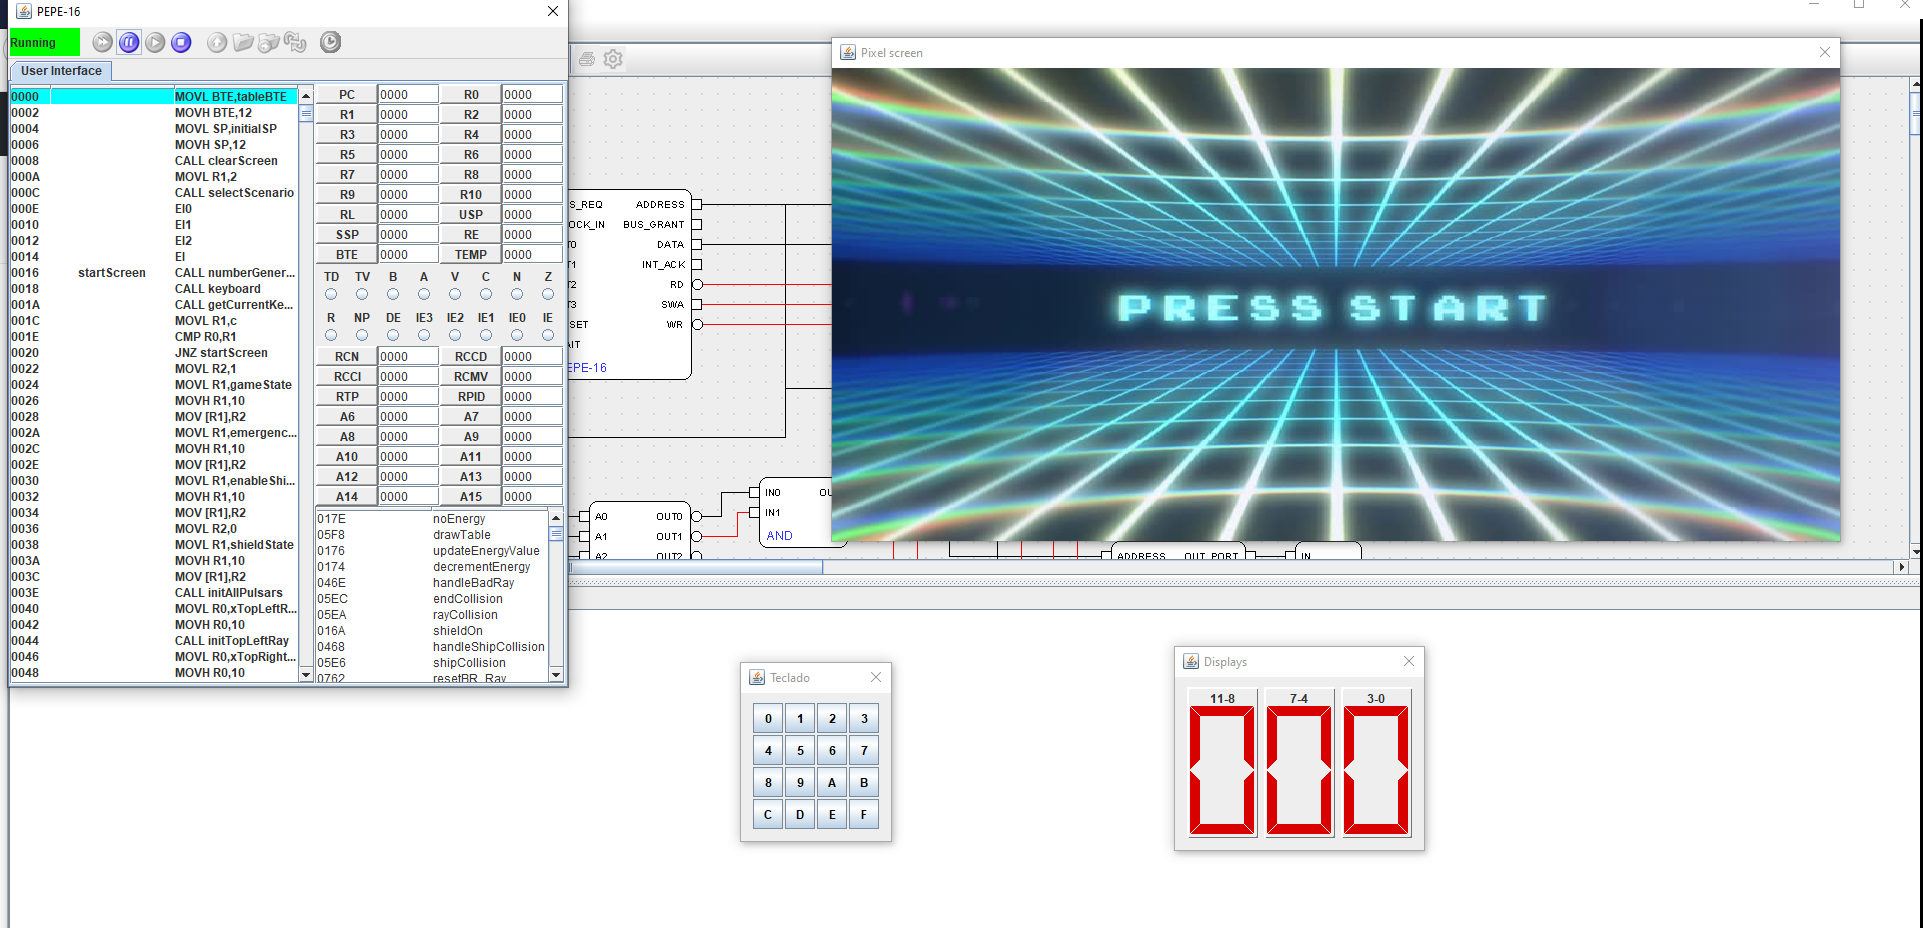 PEPE-16
Running
User Interface
0000 MOVL BTE,tableBTE
0002 MOVH BTE,12
0004 MOVL SP,initialSP
0006 MOVH SP,12
0008 CALL clearScreen
000A MOVL R1,2
000C CALL selectScenario
000E EI0
0010 EI1
0012 EI2
0014 EI
0016 startScreen CALL numberGener...
0018 CALL keyboard
001A CALL getCurrentKe...
001C MOVL R1,c
001E CMP R0,R1
0020 JNZ startScreen
0022 MOVL R2,1
0024 MOVL R1,gameState
0026 MOVH R1,10
0028 MOV [R1],R2
002A MOVL R1,emergenc...
002C MOVH R1,10
002E MOV [R1],R2
0030 MOVL R1,enableShi...
0032 MOVH R1,10
0034 MOV [R1],R2
0036 MOVL R2,0
0038 MOVL R1,shieldState
003A MOVH R1,10
003C MOV [R1],R2
003E CALL initAllPulsars
0040 MOVL R0,xTopLeftR...
0042 MOVH R0,10
0044 CALL initTopLeftRay
0046 MOVL R0,xTopRight...
0048 MOVH R0,10
PC 0000 R0 0000
R1 0000 R2 0000
R3 0000 R4 0000
R5 0000 R6 0000
R7 0000 R8 0000
R9 0000 R10 0000
RL 0000 USP 0000
SSP 0000 RE 0000
BTE 0000 TEMP 0000
TD TV B A V C N Z
R NP DE IE3 IE2 IE1 IE0 IE
RCN 0000 RCCD 0000
RCCI 0000 RCMV 0000
RTP 0000 RPID 0000
A6 0000 A7 0000
A8 0000 A9 0000
A10 0000 A11 0000
A12 0000 A13 0000
A14 0000 A15 0000
017E noEnergy
05F8 drawTable
0176 updateEnergyValue
0174 decrementEnergy
046E handleBadRay
05EC endCollision
05EA rayCollision
016A shieldOn
0468 handleShipCollision
05E6 shipCollision
0762 resetBR_Ray
S_REQ ADDRESS
OCK_IN BUS_GRANT
T0 DATA
T1 INT_ACK
T2 RD
T3 SWA
SET WR
AIT
EPE-16
A0 OUT0
A1 OUT1
A2 OUT2
IN0 OU
IN1
AND
ADDRESS OUT_PORT
IN
Pixel screen
PRESS START
Teclado
0 1 2 3
4 5 6 7
8 9 A B
C D E F
Displays
11-8 7-4 3-0
0 0 0